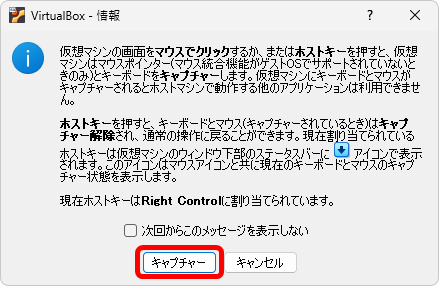 VirtualBox - 情報
仮想マシンの画面をマウスでクリックするか、またはホストキーを押すと、仮想
マシンはマウスポインター(マウス統合機能がゲストOSでサポートされていないと
きのみ)とキーボードをキャプチャーします。仮想マシンにキーボードとマウスが
キャプチャーされるとホストマシンで動作する他のアプリケーションは利用できませ
ん。
ホストキーを押すと、キーボードとマウス(キャプチャーされているとき)はキャプ
チャー解除され、通常の操作に戻ることができます。現在割り当てられている
ホストキーは仮想マシンのウィンドウ下部のステータスバーに アイコンで表示
されます。このアイコンはマウスアイコンと共に現在のキーボードとマウスのキャプ
チャー状態を表示します。
現在ホストキーはRight Controlに割り当てられています。
次回からこのメッセージを表示しない
キャプチャー
キャンセル